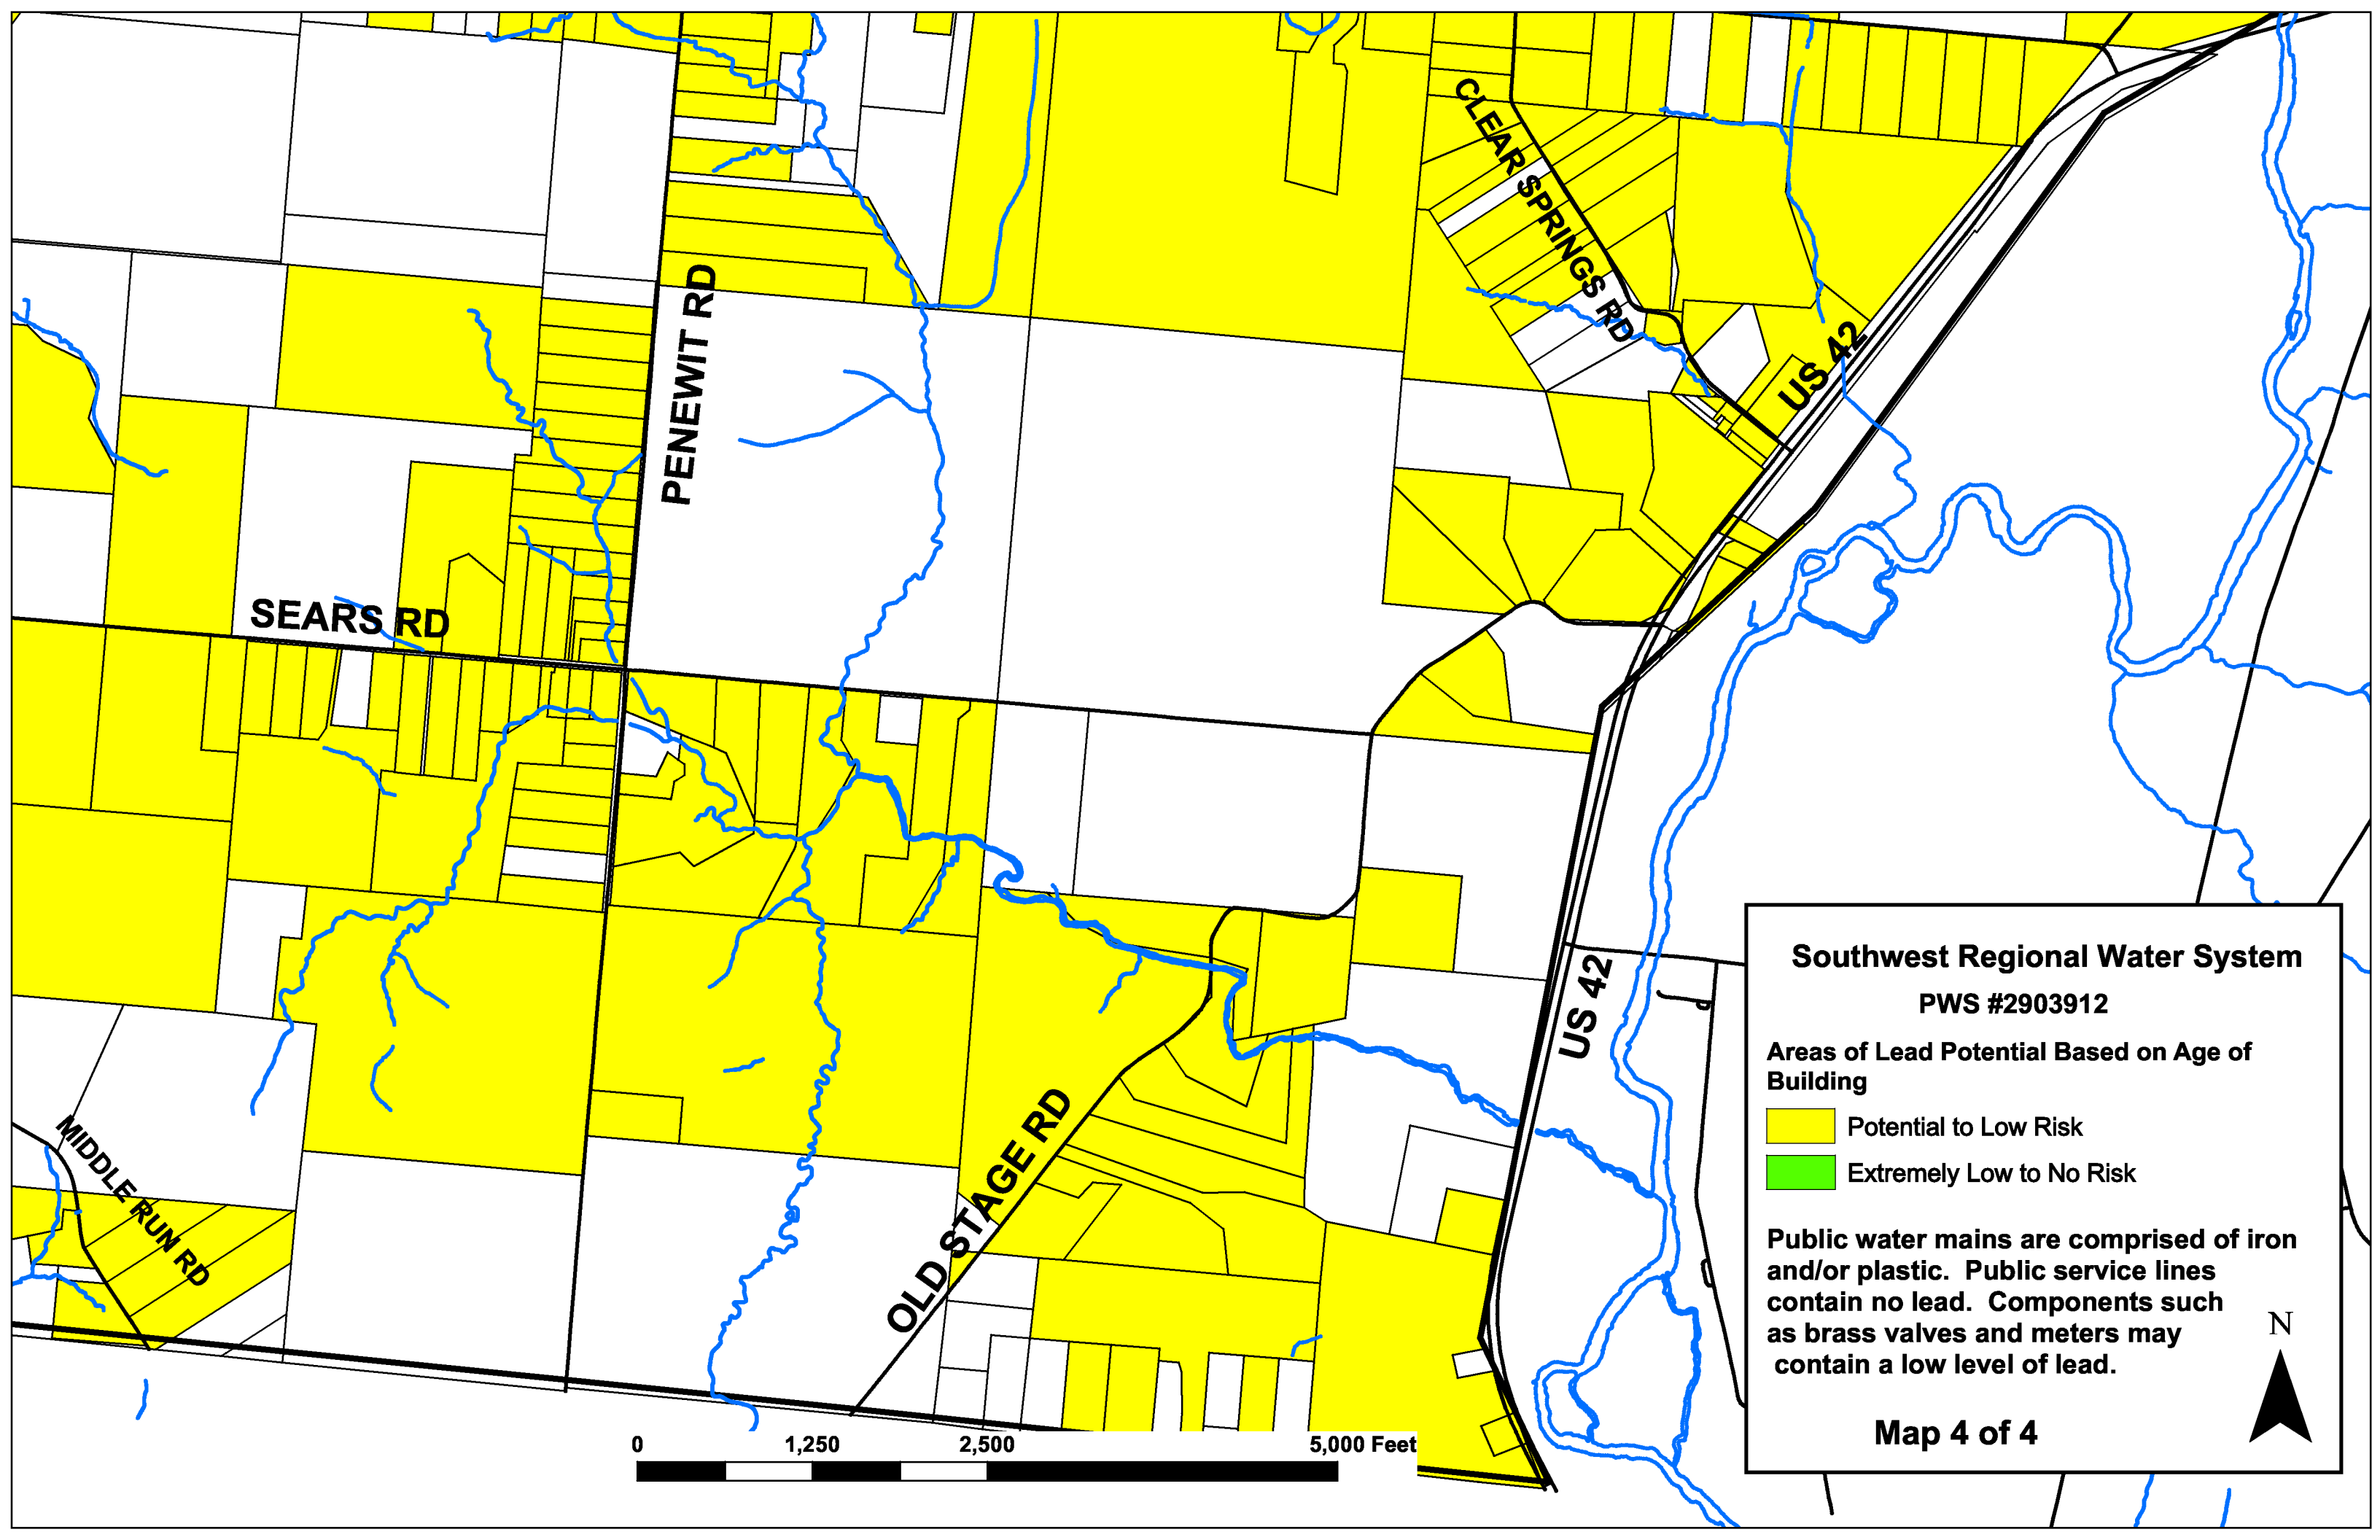 CLEAR SPRINGS RD
PENEWIT RD
US 42
SEARS RD
US 42
MIDDLE RUN RD
OLD STAGE RD
Southwest Regional Water System
PWS #2903912
Areas of Lead Potential Based on Age of
Building
Potential to Low Risk
Extremely Low to No Risk
Public water mains are comprised of iron
and/or plastic.  Public service lines
contain no lead.  Components such
as brass valves and meters may
contain a low level of lead.
N
Map 4 of 4
0 1,250 2,500 5,000 Feet